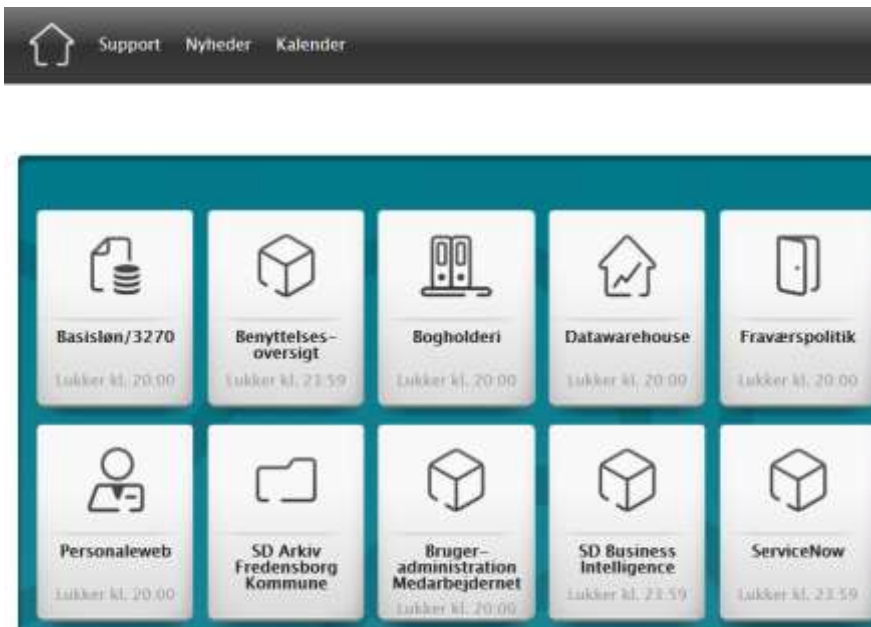 Support Nyheder Kalender
Basisløn/3270
Lukker kl. 20:00
Benyttelses-
oversigt
Lukker kl. 23:59
Bogholderi
Lukker kl. 20:00
Datawarehouse
Lukker kl. 20:00
Fraværspolitik
Lukker kl. 20:00
Personaleweb
Lukker kl. 20:00
SD Arkiv
Fredensborg
Kommune
Bruger-
administration
Medarbejdernet
Lukker kl. 20:00
SD Business
Intelligence
Lukker kl. 23:59
ServiceNow
Lukker kl. 23:59